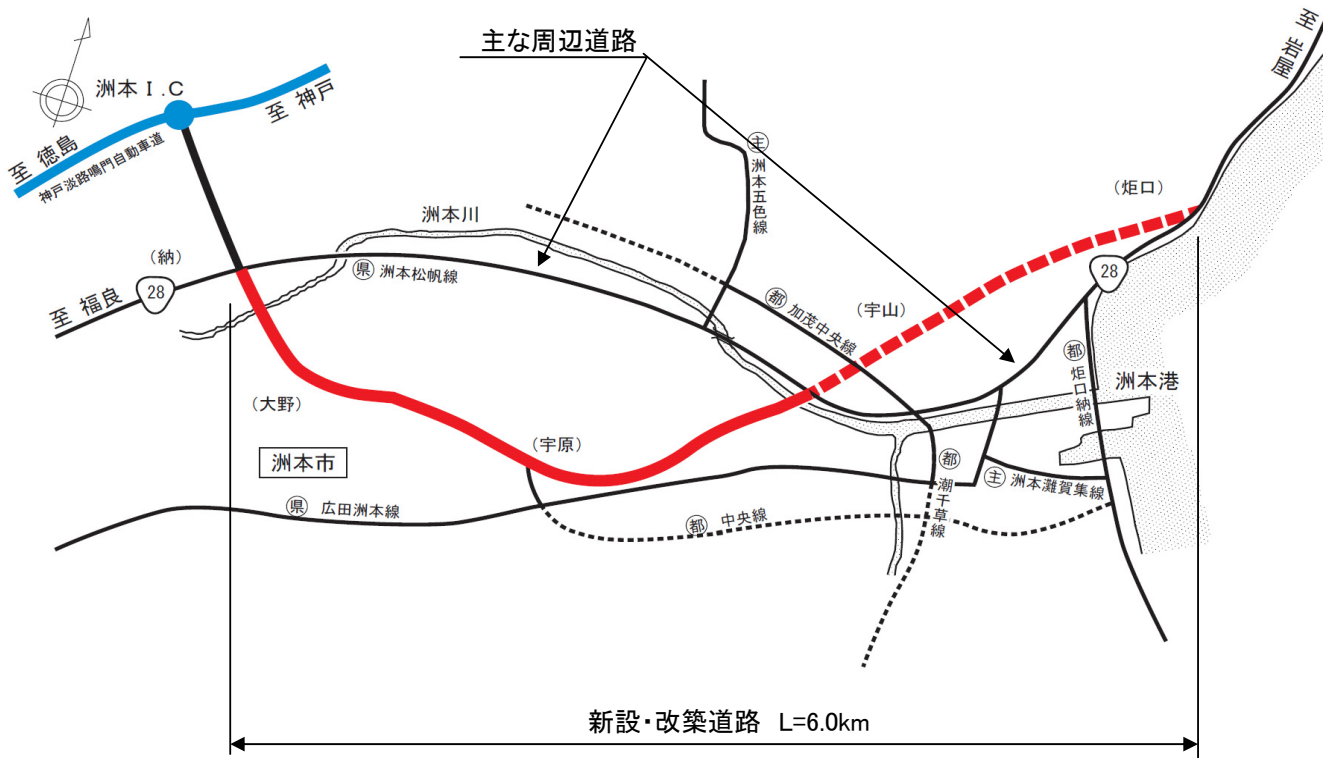 主な周辺道路
至 岩屋
洲本 I.C
至 神戸
至 徳島
神戸淡路鳴門自動車道
主 洲本五色線
(炬口)
洲本川
(納)
28
至 福良
県 洲本松帆線
都 加茂中央線
(宇山)
28
都 炬口納線
洲本港
(大野)
(宇原)
洲本市
都 潮干草線
主 洲本灘賀集線
県 広田洲本線
都 中央線
新設・改築道路 L=6.0km